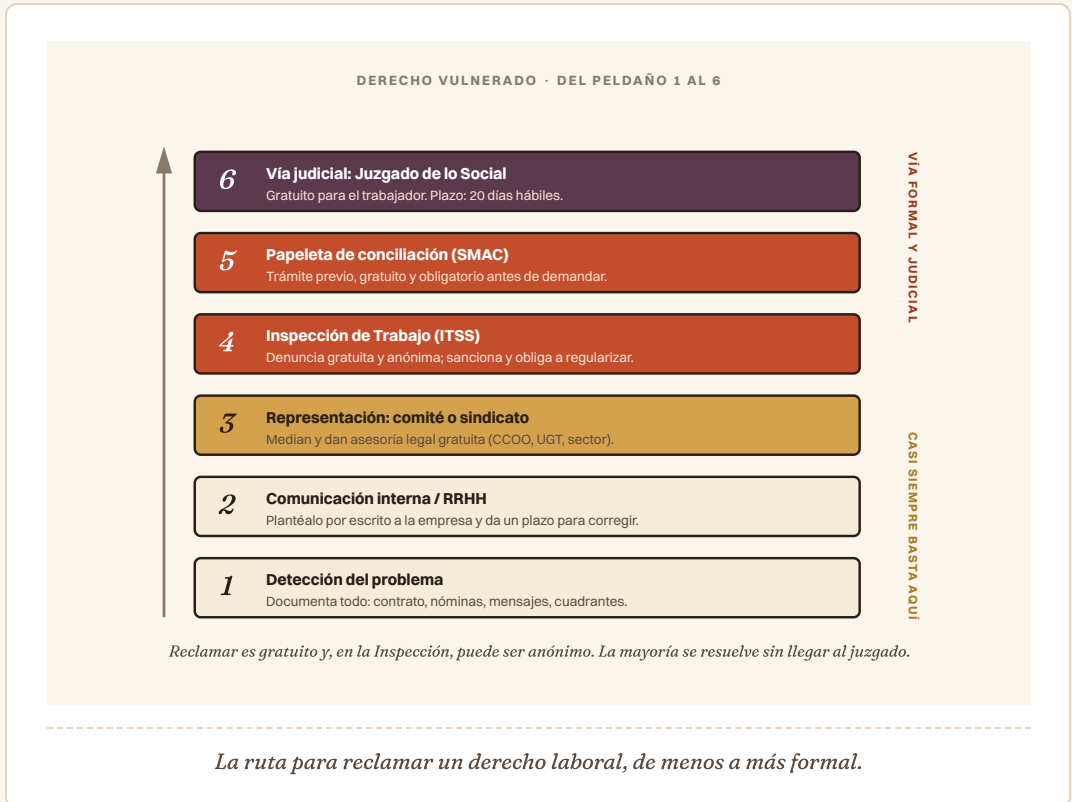 DERECHO VULNERADO · DEL PELDAÑO 1 AL 6
6
Vía judicial: Juzgado de lo Social
Gratuito para el trabajador. Plazo: 20 días hábiles.
5
Papeleta de conciliación (SMAC)
Trámite previo, gratuito y obligatorio antes de demandar.
4
Inspección de Trabajo (ITSS)
Denuncia gratuita y anónima; sanciona y obliga a regularizar.
3
Representación: comité o sindicato
Median y dan asesoría legal gratuita (CCOO, UGT, sector).
2
Comunicación interna / RRHH
Plantéalo por escrito a la empresa y da un plazo para corregir.
1
Detección del problema
Documenta todo: contrato, nóminas, mensajes, cuadrantes.
VÍA FORMAL Y JUDICIAL
CASI SIEMPRE BASTA AQUÍ
Reclamar es gratuito y, en la Inspección, puede ser anónimo. La mayoría se resuelve sin llegar al juzgado.
La ruta para reclamar un derecho laboral, de menos a más formal.